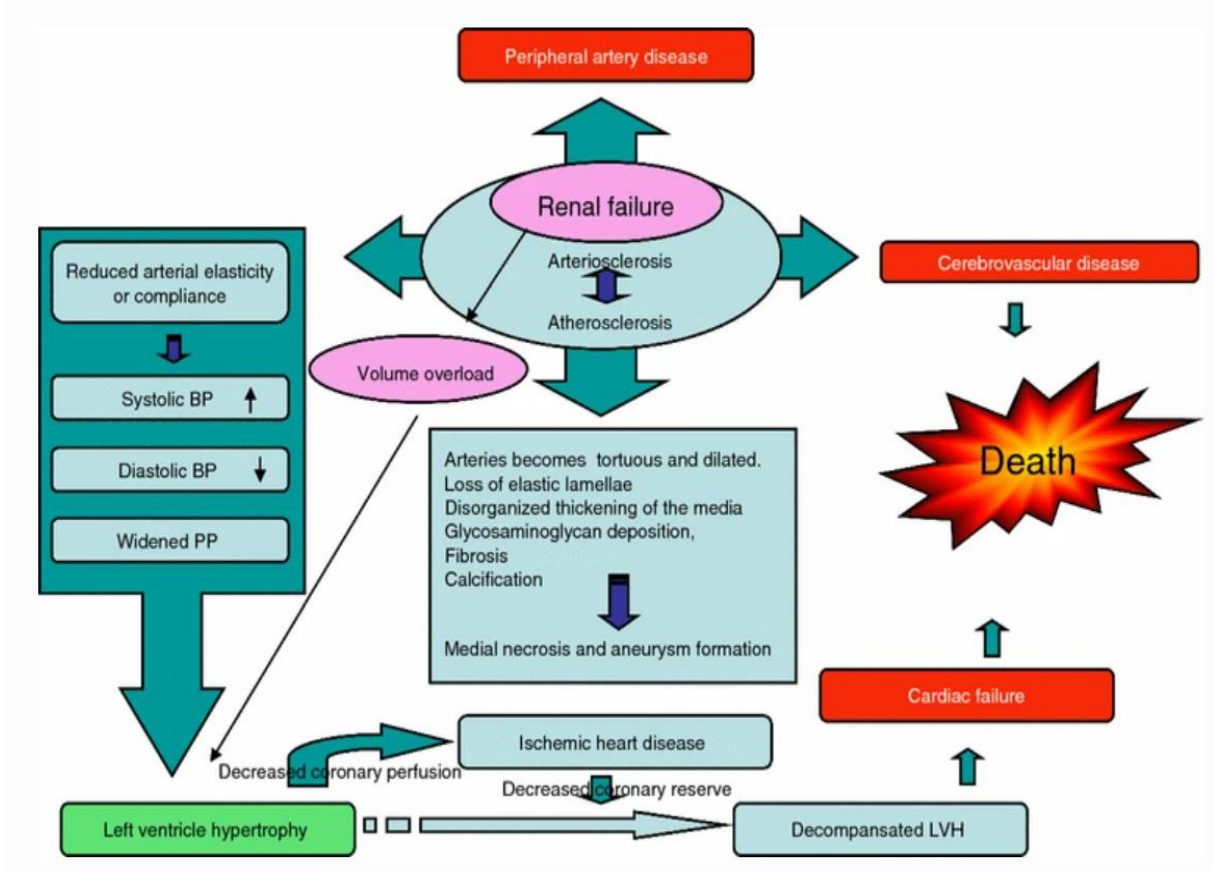 Peripheral artery disease
Renal failure
Arteriosclerosis
Atherosclerosis
Reduced arterial elasticity
or compliance
Systolic BP
Diastolic BP
Widened PP
Volume overload
Cerebrovascular disease
Death
Arteries becomes tortuous and dilated.
Loss of elastic lamellae
Disorganized thickening of the media
Glycosaminoglycan deposition,
Fibrosis
Calcification
Medial necrosis and aneurysm formation
Cardiac failure
Ischemic heart disease
Decreased coronary perfusion
Decreased coronary reserve
Left ventricle hypertrophy
Decompansated LVH